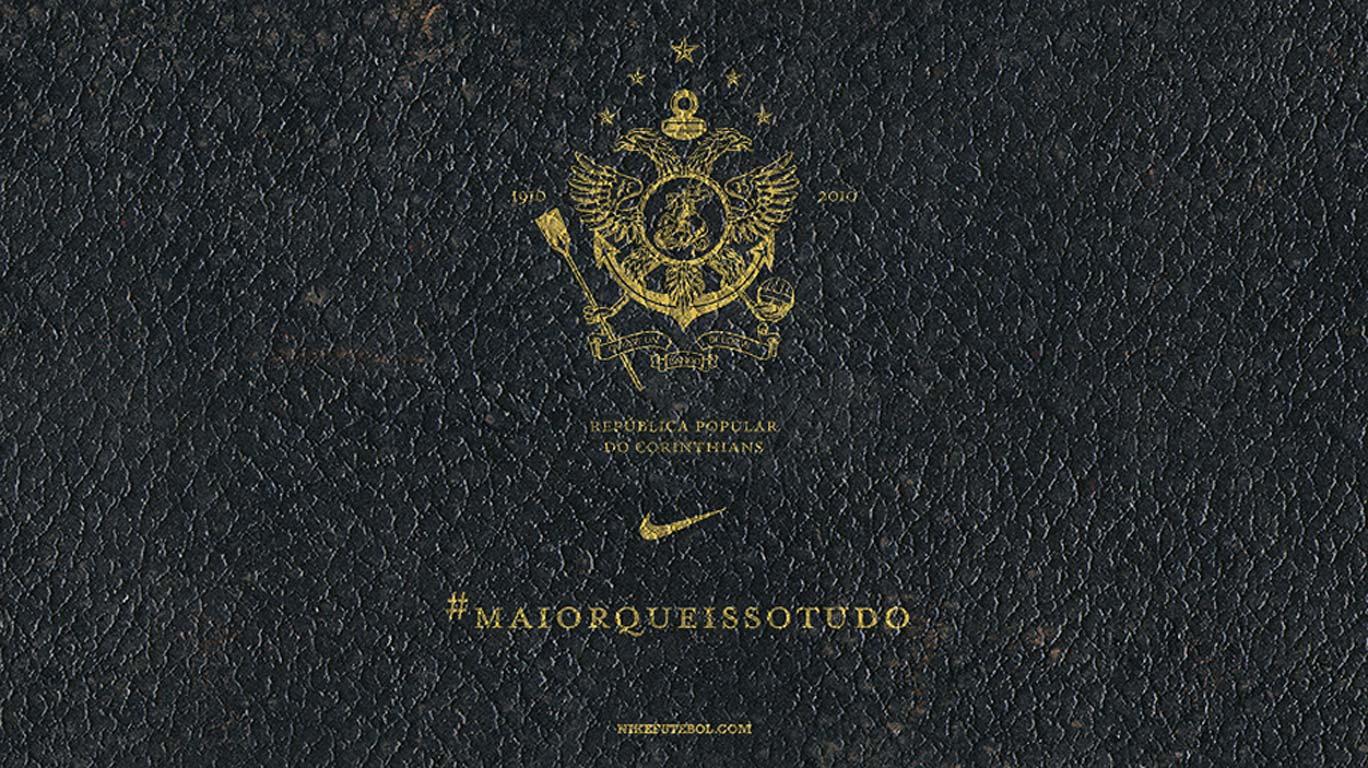 1910
2010
REPÚBLICA POPULAR
DO CORINTHIANS
#MAIORQUEISSOTUDO
NIKEFUTEBOL.COM